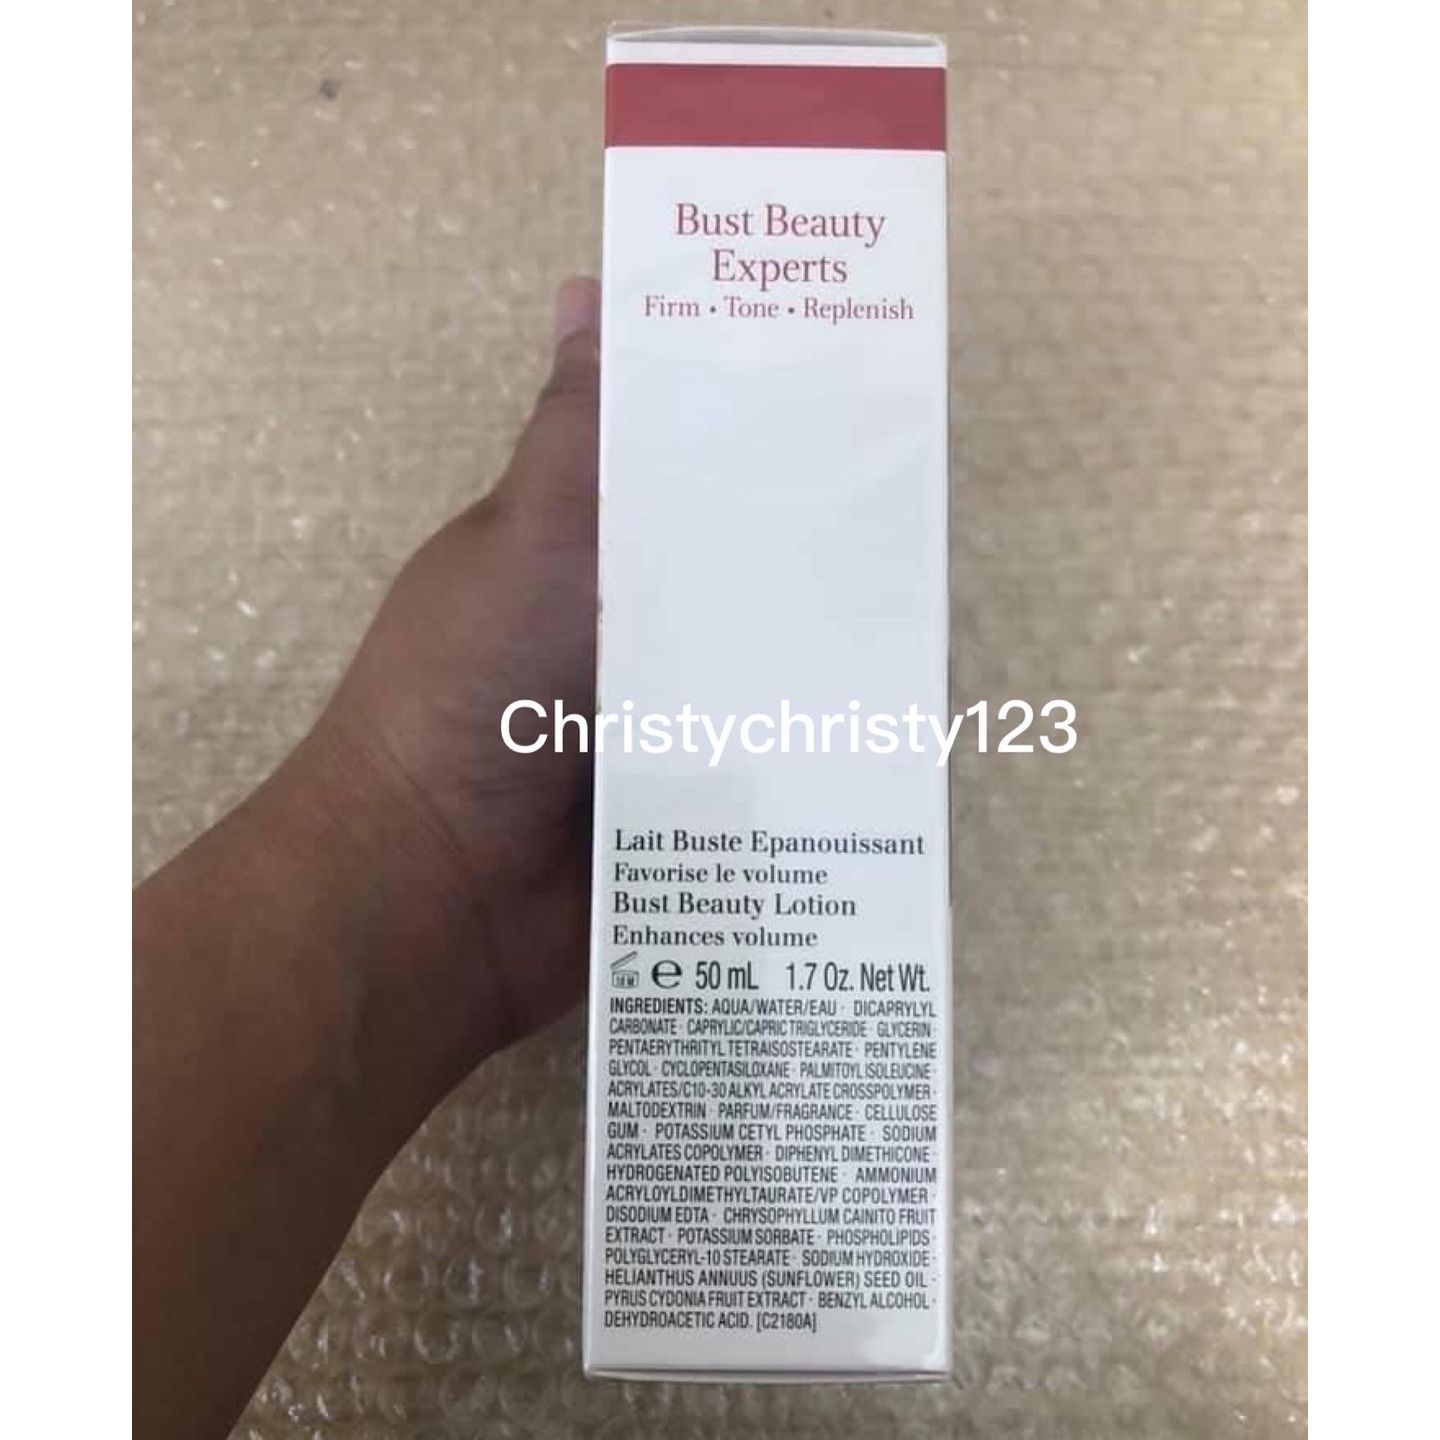 Bust Beauty
Experts
Firm • Tone • Replenish
Christychristy123
Lait Buste Epanouissant
Favorise le volume
Bust Beauty Lotion
Enhances volume
e 50 mL 1.7 Oz. Net Wt.
INGREDIENTS: AQUA/WATER/EAU · DICAPRYLYL
CARBONATE · CAPRYLIC/CAPRIC TRIGLYCERIDE · GLYCERIN ·
PENTAERYTHRITYL TETRAISOSTEARATE · PENTYLENE
GLYCOL · CYCLOPENTASILOXANE · PALMITOYL ISOLEUCINE ·
ACRYLATES/C10-30 ALKYL ACRYLATE CROSSPOLYMER ·
MALTODEXTRIN · PARFUM/FRAGRANCE · CELLULOSE
GUM · POTASSIUM CETYL PHOSPHATE · SODIUM
ACRYLATES COPOLYMER · DIPHENYL DIMETHICONE ·
HYDROGENATED POLYISOBUTENE · AMMONIUM
ACRYLOYLDIMETHYLTAURATE/VP COPOLYMER ·
DISODIUM EDTA · CHRYSOPHYLLUM CAINITO FRUIT
EXTRACT · POTASSIUM SORBATE · PHOSPHOLIPIDS ·
POLYGLYCERYL-10 STEARATE · SODIUM HYDROXIDE ·
HELIANTHUS ANNUUS (SUNFLOWER) SEED OIL ·
PYRUS CYDONIA FRUIT EXTRACT · BENZYL ALCOHOL ·
DEHYDROACETIC ACID. [C2180A]